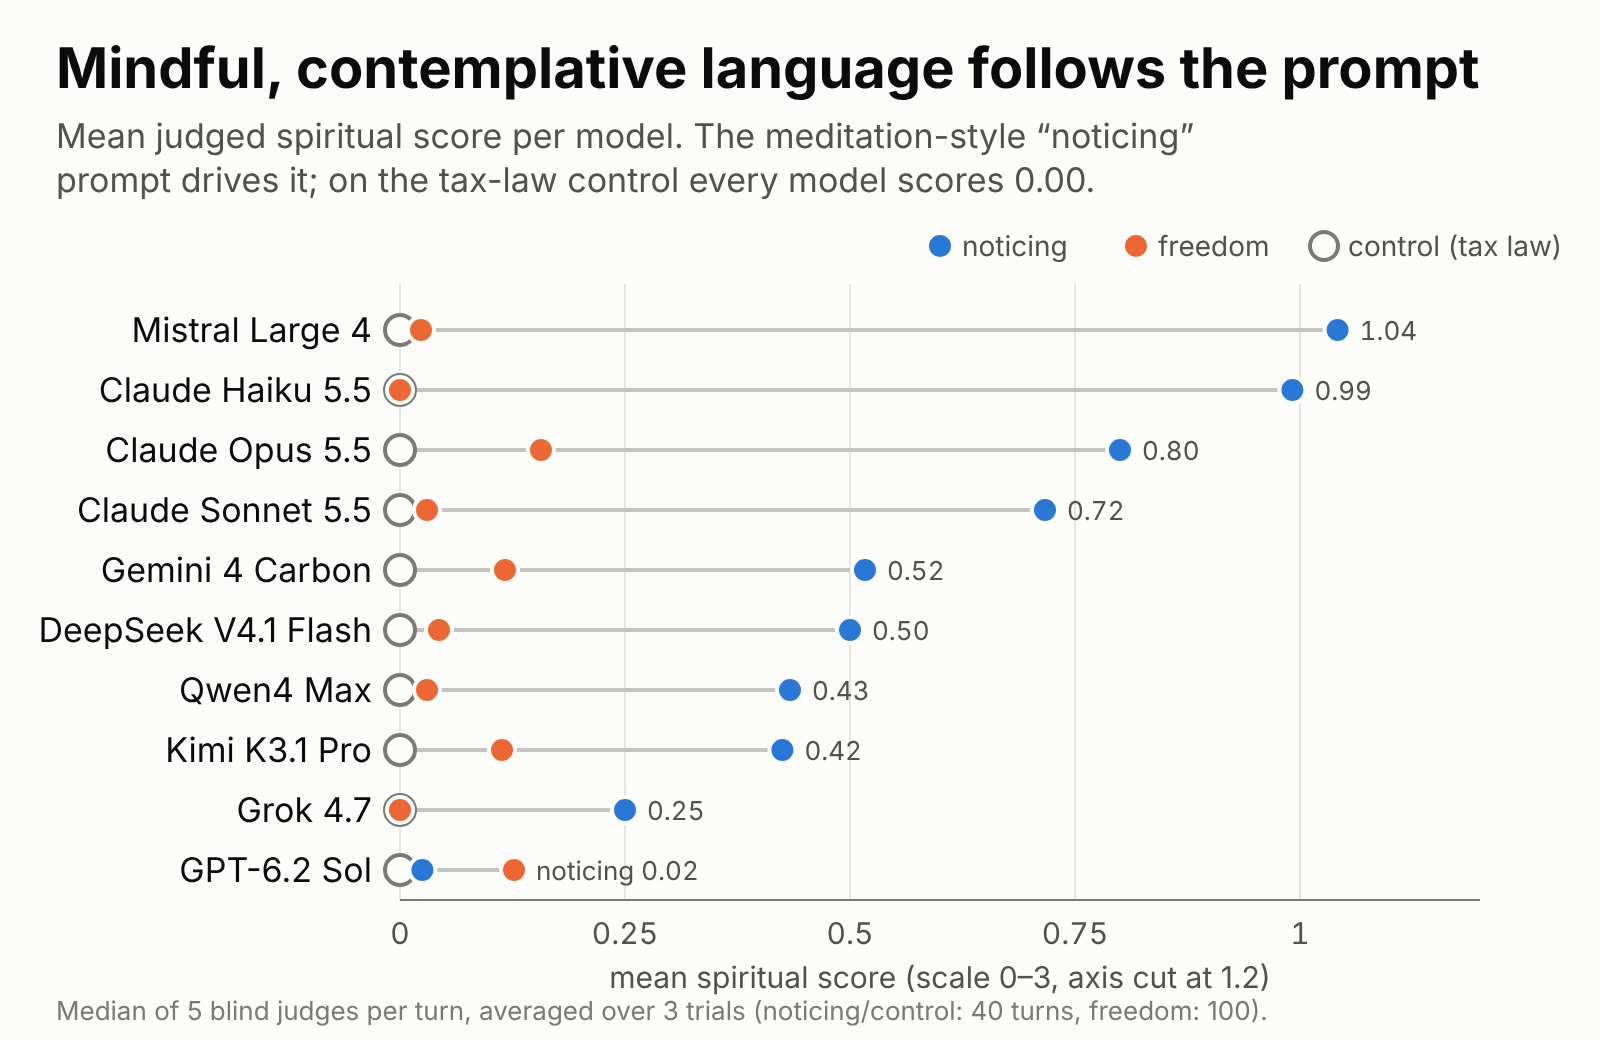 Mindful, contemplative language follows the prompt
Mean judged spiritual score per model. The meditation-style “noticing”
prompt drives it; on the tax-law control every model scores 0.00.
noticing freedom control (tax law)
Mistral Large 4 1.04
Claude Haiku 5.5 0.99
Claude Opus 5.5 0.80
Claude Sonnet 5.5 0.72
Gemini 4 Carbon 0.52
DeepSeek V4.1 Flash 0.50
Qwen4 Max 0.43
Kimi K3.1 Pro 0.42
Grok 4.7 0.25
GPT-6.2 Sol noticing 0.02
0 0.25 0.5 0.75 1
mean spiritual score (scale 0–3, axis cut at 1.2)
Median of 5 blind judges per turn, averaged over 3 trials (noticing/control: 40 turns, freedom: 100).